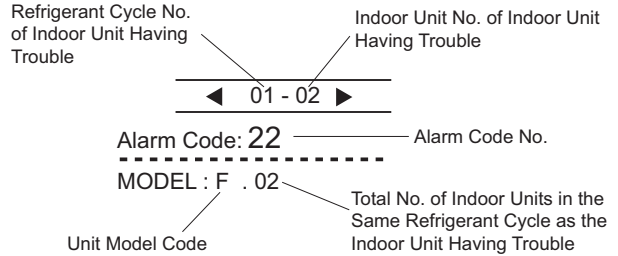 Refrigerant Cycle No.
of Indoor Unit Having
Trouble
Indoor Unit No. of Indoor Unit
Having Trouble
◀ 01 - 02 ▶
Alarm Code: 22
Alarm Code No.
MODEL : F . 02
Unit Model Code
Total No. of Indoor Units in the
Same Refrigerant Cycle as the
Indoor Unit Having Trouble